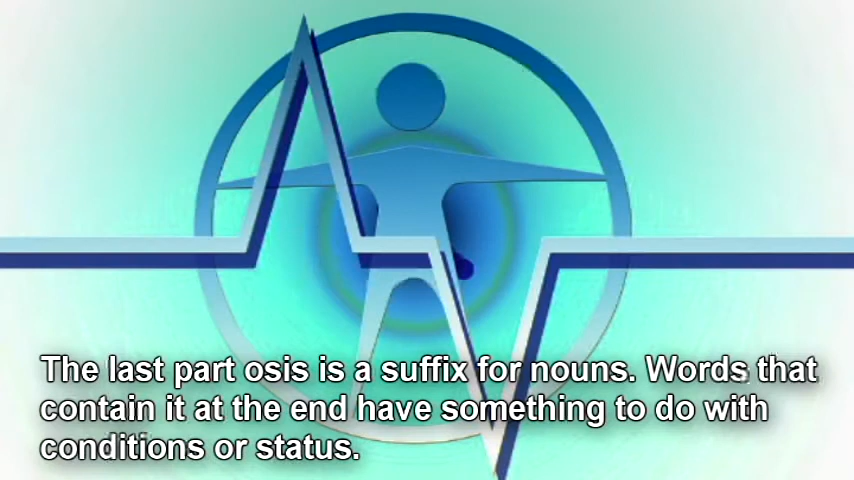 The last part osis is a suffix for nouns. Words that
contain it at the end have something to do with
conditions or status.